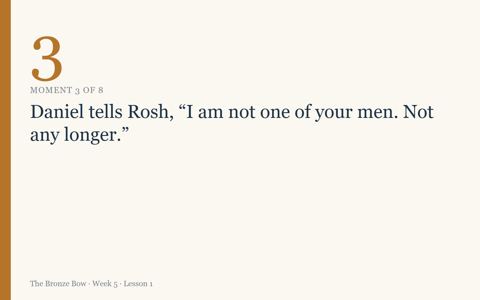 3
MOMENT 3 OF 8
Daniel tells Rosh, “I am not one of your men. Not
any longer.”
The Bronze Bow · Week 5 · Lesson 1